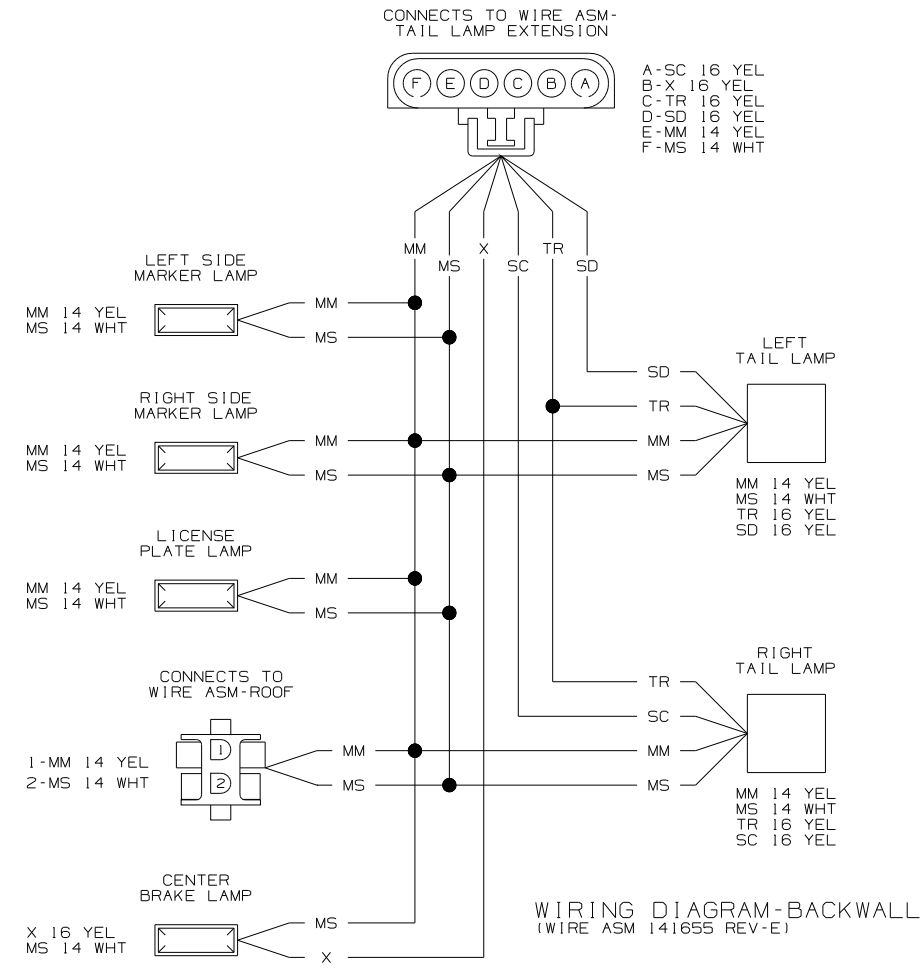 CONNECTS TO WIRE ASM-
TAIL LAMP EXTENSION
F E D C B A
A-SC 16 YEL
B-X 16 YEL
C-TR 16 YEL
D-SD 16 YEL
E-MM 14 YEL
F-MS 14 WHT
MM
MS
X
SC
TR
SD
LEFT SIDE
MARKER LAMP
MM 14 YEL
MS 14 WHT
MM
MS
LEFT
TAIL LAMP
SD
TR
MM
MS
MM 14 YEL
MS 14 WHT
TR 16 YEL
SD 16 YEL
RIGHT SIDE
MARKER LAMP
MM 14 YEL
MS 14 WHT
MM
MS
LICENSE
PLATE LAMP
MM 14 YEL
MS 14 WHT
MM
MS
RIGHT
TAIL LAMP
TR
SC
MM
MS
MM 14 YEL
MS 14 WHT
TR 16 YEL
SC 16 YEL
CONNECTS TO
WIRE ASM-ROOF
1-MM 14 YEL
2-MS 14 WHT
1
2
MM
MS
CENTER
BRAKE LAMP
X 16 YEL
MS 14 WHT
MS
X
WIRING DIAGRAM-BACKWALL
(WIRE ASM 141655 REV-E)